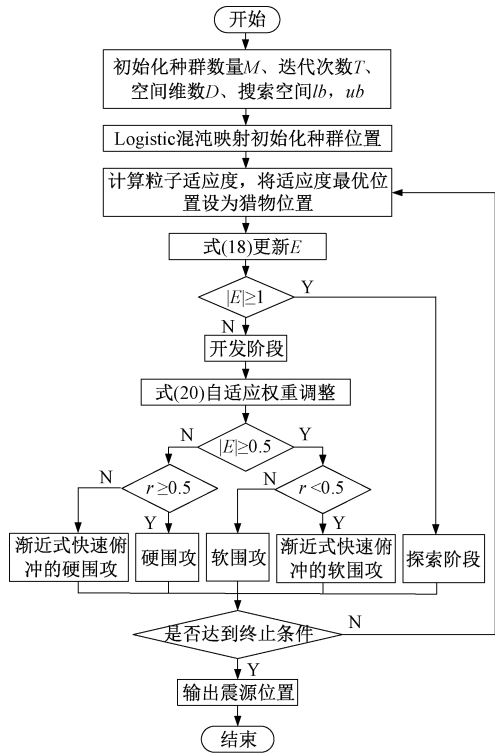 开始
初始化种群数量M、迭代次数T、
空间维数D、搜索空间lb，ub
Logistic混沌映射初始化种群位置
计算粒子适应度，将适应度最优位
置设为猎物位置
式(18)更新E
|E|≥1
Y
N
开发阶段
式(20)自适应权重调整
N
|E|≥0.5
Y
N
r≥0.5
Y
N
r<0.5
Y
渐近式快速俯
冲的硬围攻
硬围攻
软围攻
渐近式快速俯
冲的软围攻
探索阶段
是否达到终止条件
N
Y
输出震源位置
结束